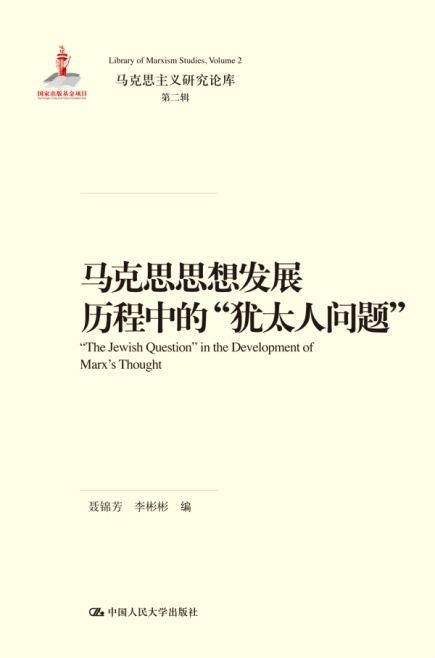 Library of Marxism Studies, Volume 2
马克思主义研究论库
第二辑
国家出版基金项目
马克思思想发展
历程中的“犹太人问题”
“The Jewish Question” in the Development of
Marx’s Thought
聂锦芳 李彬彬 编
中国人民大学出版社